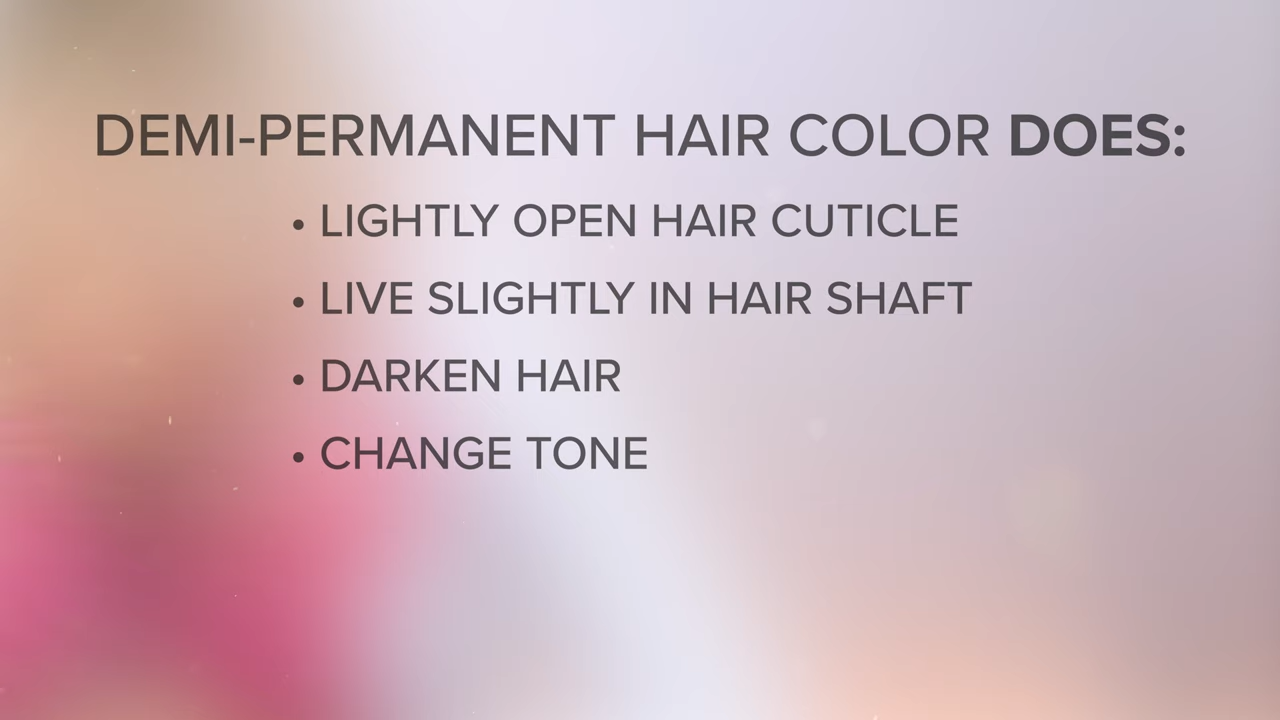 DEMI-PERMANENT HAIR COLOR DOES:
• LIGHTLY OPEN HAIR CUTICLE
• LIVE SLIGHTLY IN HAIR SHAFT
• DARKEN HAIR
• CHANGE TONE